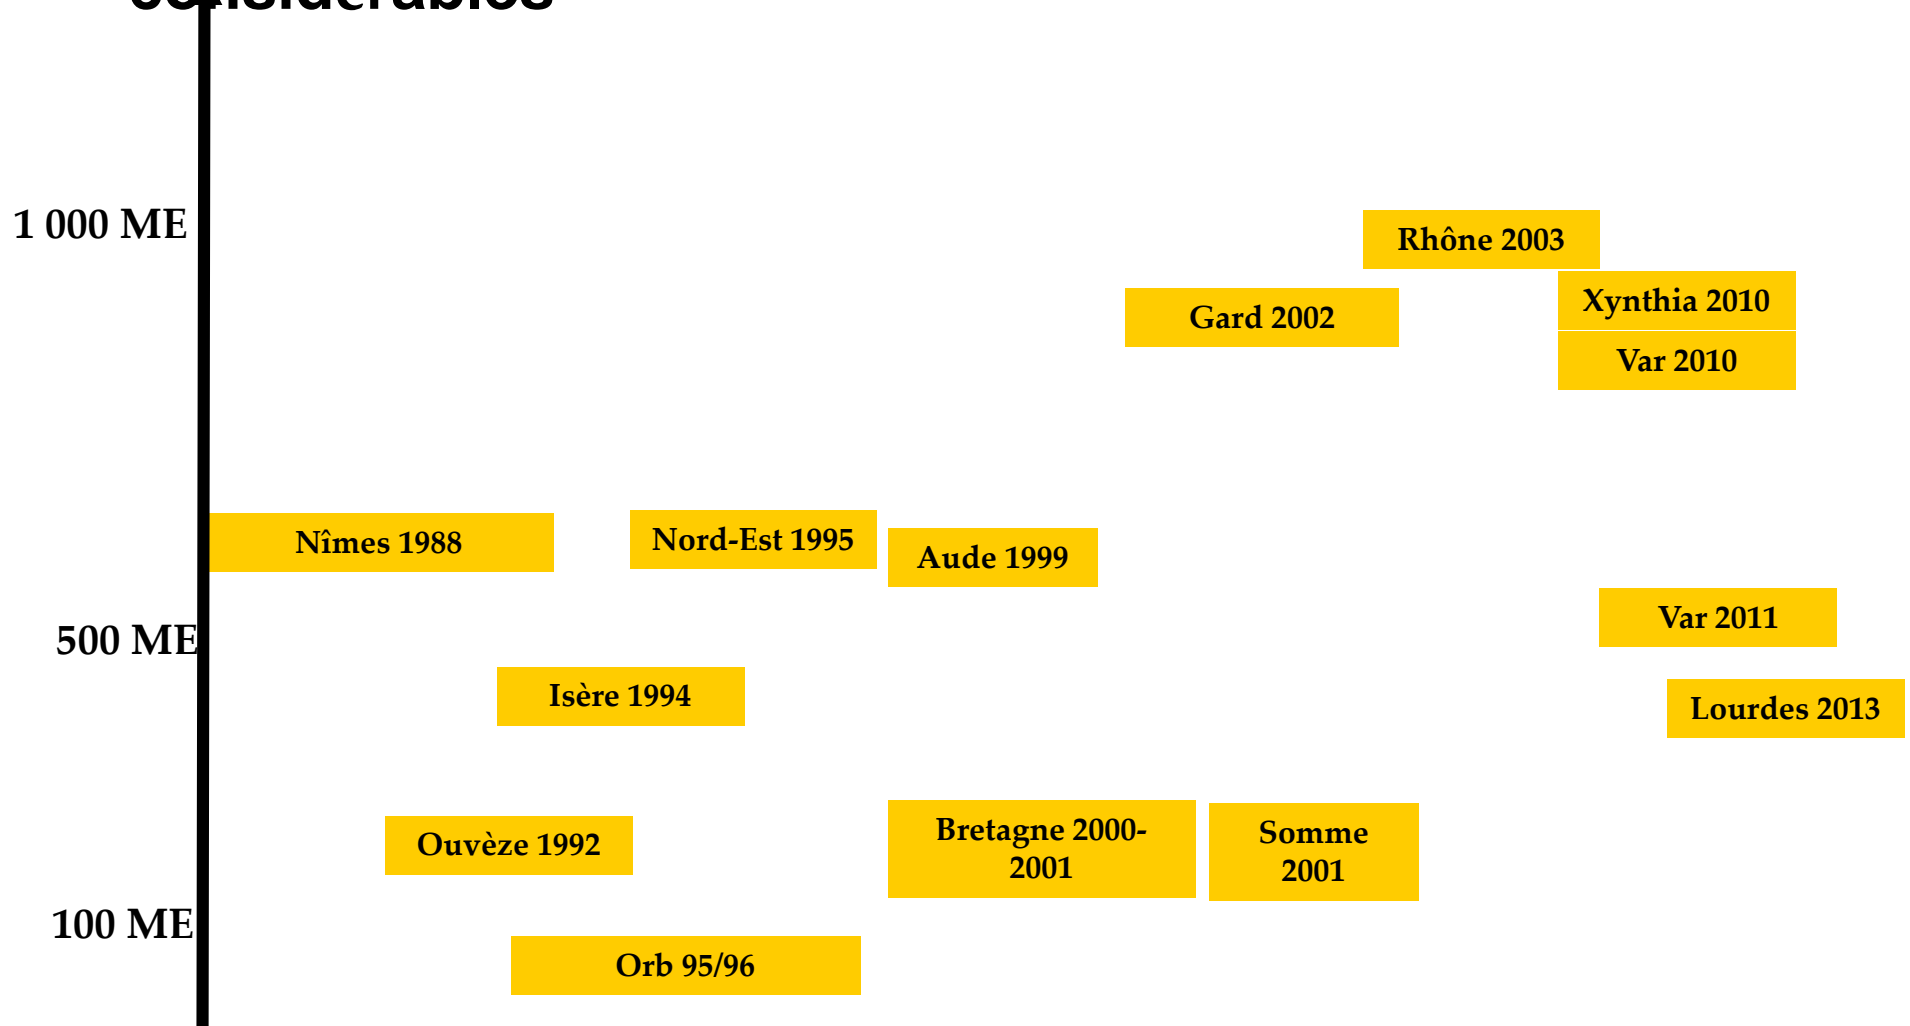 considérables
1 000 ME
Rhône 2003
Xynthia 2010
Gard 2002
Var 2010
Nîmes 1988
Nord-Est 1995
Aude 1999
Var 2011
500 ME
Isère 1994
Lourdes 2013
Ouvèze 1992
Bretagne 2000-
2001
Somme
2001
100 ME
Orb 95/96